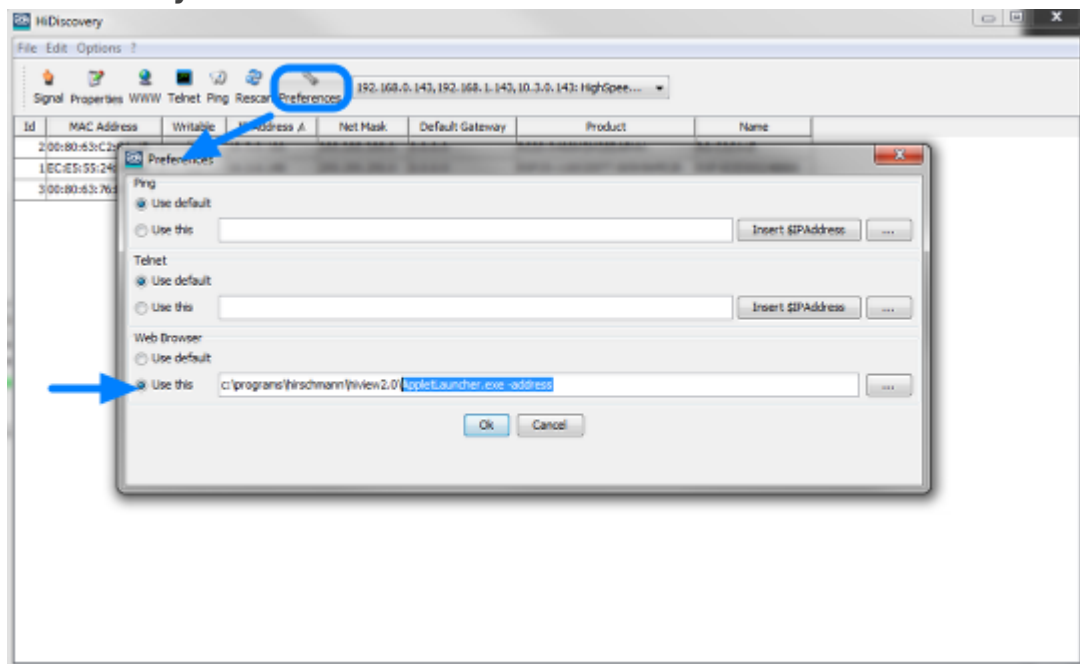 HiDiscovery
File Edit Options ?
Signal Properties WWW Telnet Ping Rescan Preferences 192.168.0.143,192.168.1.143,10.3.0.143: HighSpee...
Id MAC Address Writable Address Net Mask Default Gateway Product Name
2 00:80:63:C2:
1 EC:E5:55:24:
3 00:80:63:76:
Preferences
Ping
Use default
Use this Insert $IPAddress ...
Telnet
Use default
Use this Insert $IPAddress ...
Web Browser
Use default
Use this c:\programs\hirschmann\hiview2.0\AppletLauncher.exe -address ...
Ok Cancel